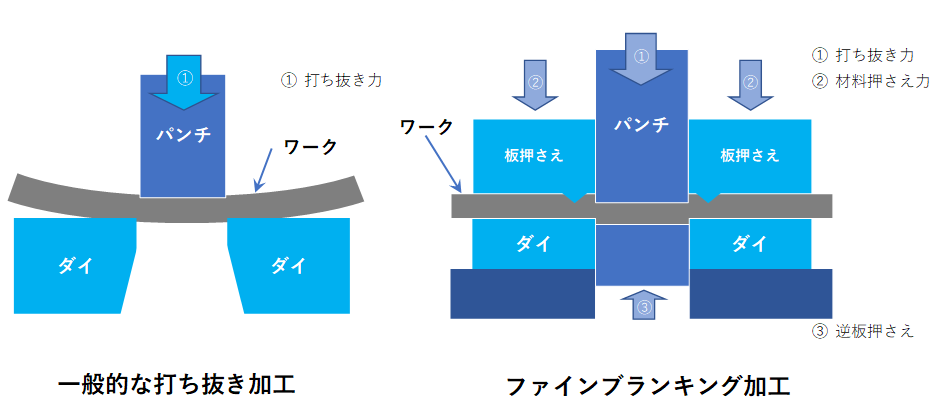 ①
① 打ち抜き力
パンチ
ワーク
ダイ
ダイ
一般的な打ち抜き加工
①
②
②
① 打ち抜き力
② 材料押さえ力
ワーク
パンチ
板押さえ
板押さえ
ダイ
ダイ
③
③ 逆板押さえ
ファインブランキング加工